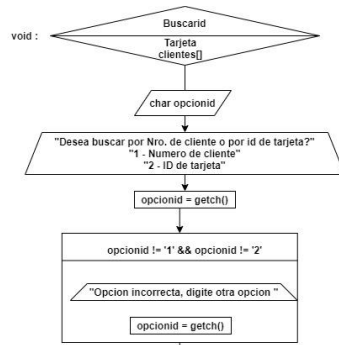 Buscarid
void :
Tarjeta
clientes[]
char opcionid
"Desea buscar por Nro. de cliente o por id de tarjeta?"
"1 - Numero de cliente"
"2 - ID de tarjeta"
opcionid = getch()
opcionid != '1' && opcionid != '2'
"Opcion incorrecta, digite otra opcion "
opcionid = getch()